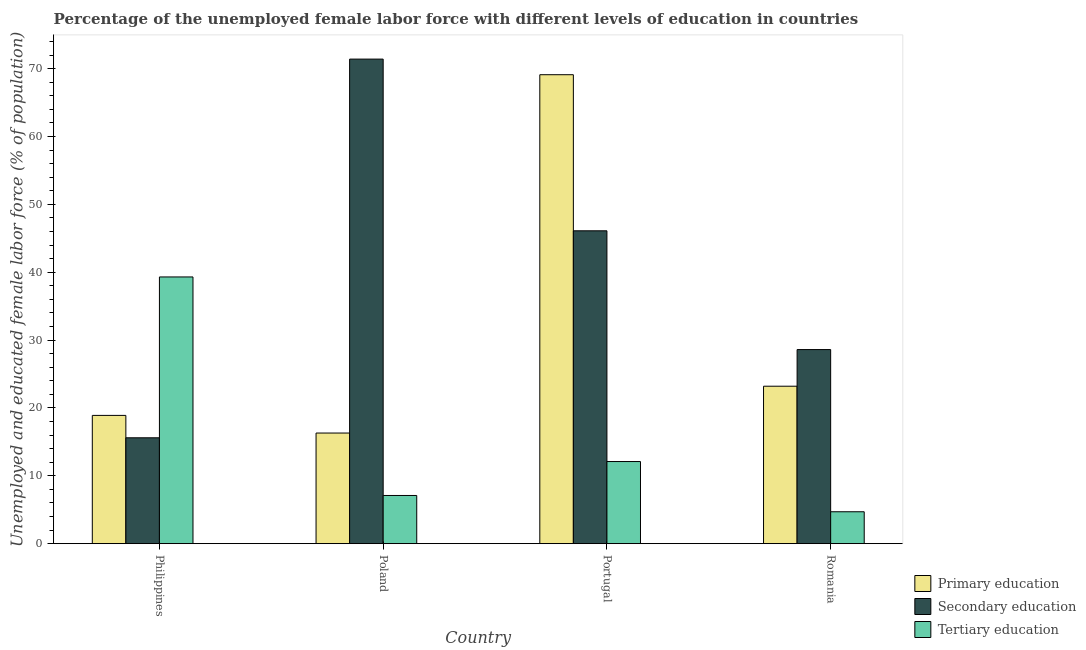 Percentage of the unemployed female labor force with different levels of education in countries
Unemployed and educated female labor force (% of population)
70
60
50
40
30
20
10
0
Philippines
Poland
Portugal
Romania
Country
Primary education
Secondary education
Tertiary education